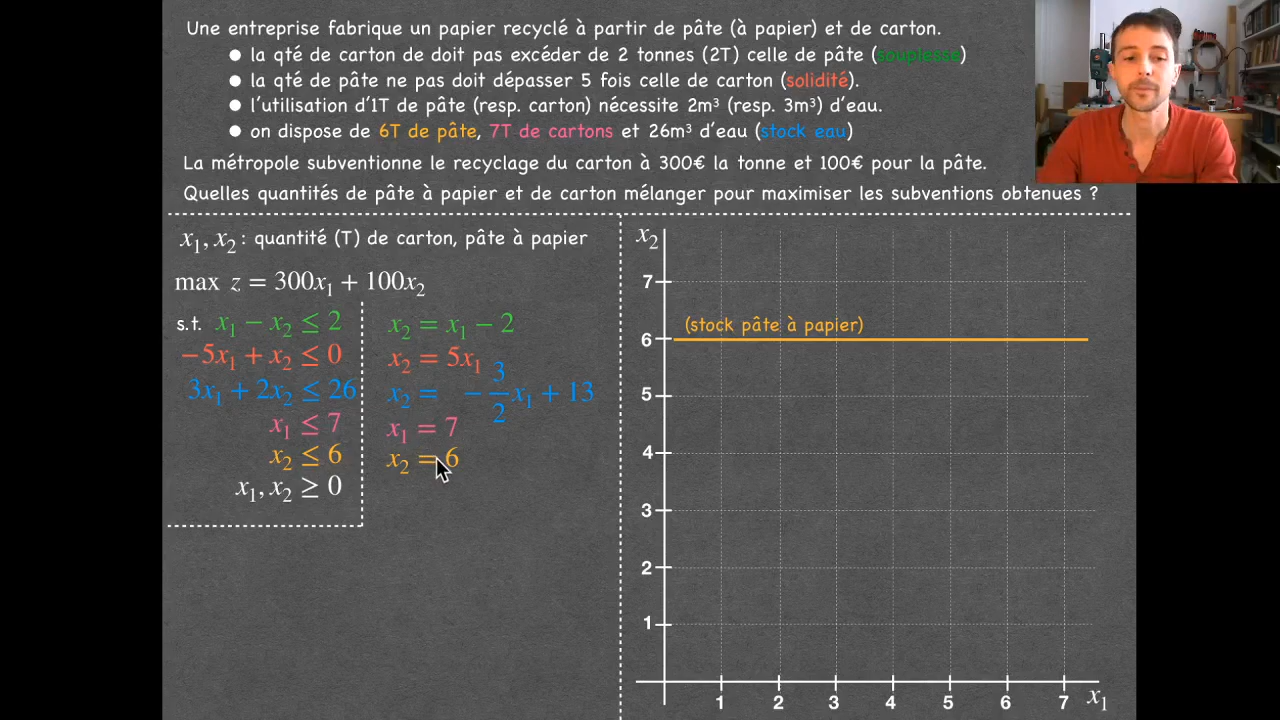 Une entreprise fabrique un papier recyclé à partir de pâte (à papier) et de carton.
● la qté de carton de doit pas excéder de 2 tonnes (2T) celle de pâte (souplesse)
● la qté de pâte ne pas doit dépasser 5 fois celle de carton (solidité).
● l'utilisation d'1T de pâte (resp. carton) nécessite 2m³ (resp. 3m³) d'eau.
● on dispose de 6T de pâte, 7T de cartons et 26m³ d'eau (stock eau)
La métropole subventionne le recyclage du carton à 300€ la tonne et 100€ pour la pâte.
Quelles quantités de pâte à papier et de carton mélanger pour maximiser les subventions obtenues ?
x₁, x₂ : quantité (T) de carton, pâte à papier
max z = 300x₁ + 100x₂
s.t. x₁ − x₂ ≤ 2
−5x₁ + x₂ ≤ 0
3x₁ + 2x₂ ≤ 26
x₁ ≤ 7
x₂ ≤ 6
x₁, x₂ ≥ 0
x₂ = x₁ − 2
x₂ = 5x₁
x₂ = − 3/2 x₁ + 13
x₁ = 7
x₂ = 6
x₂
7
(stock pâte à papier)
6
5
4
3
2
1
1 2 3 4 5 6 7 x₁